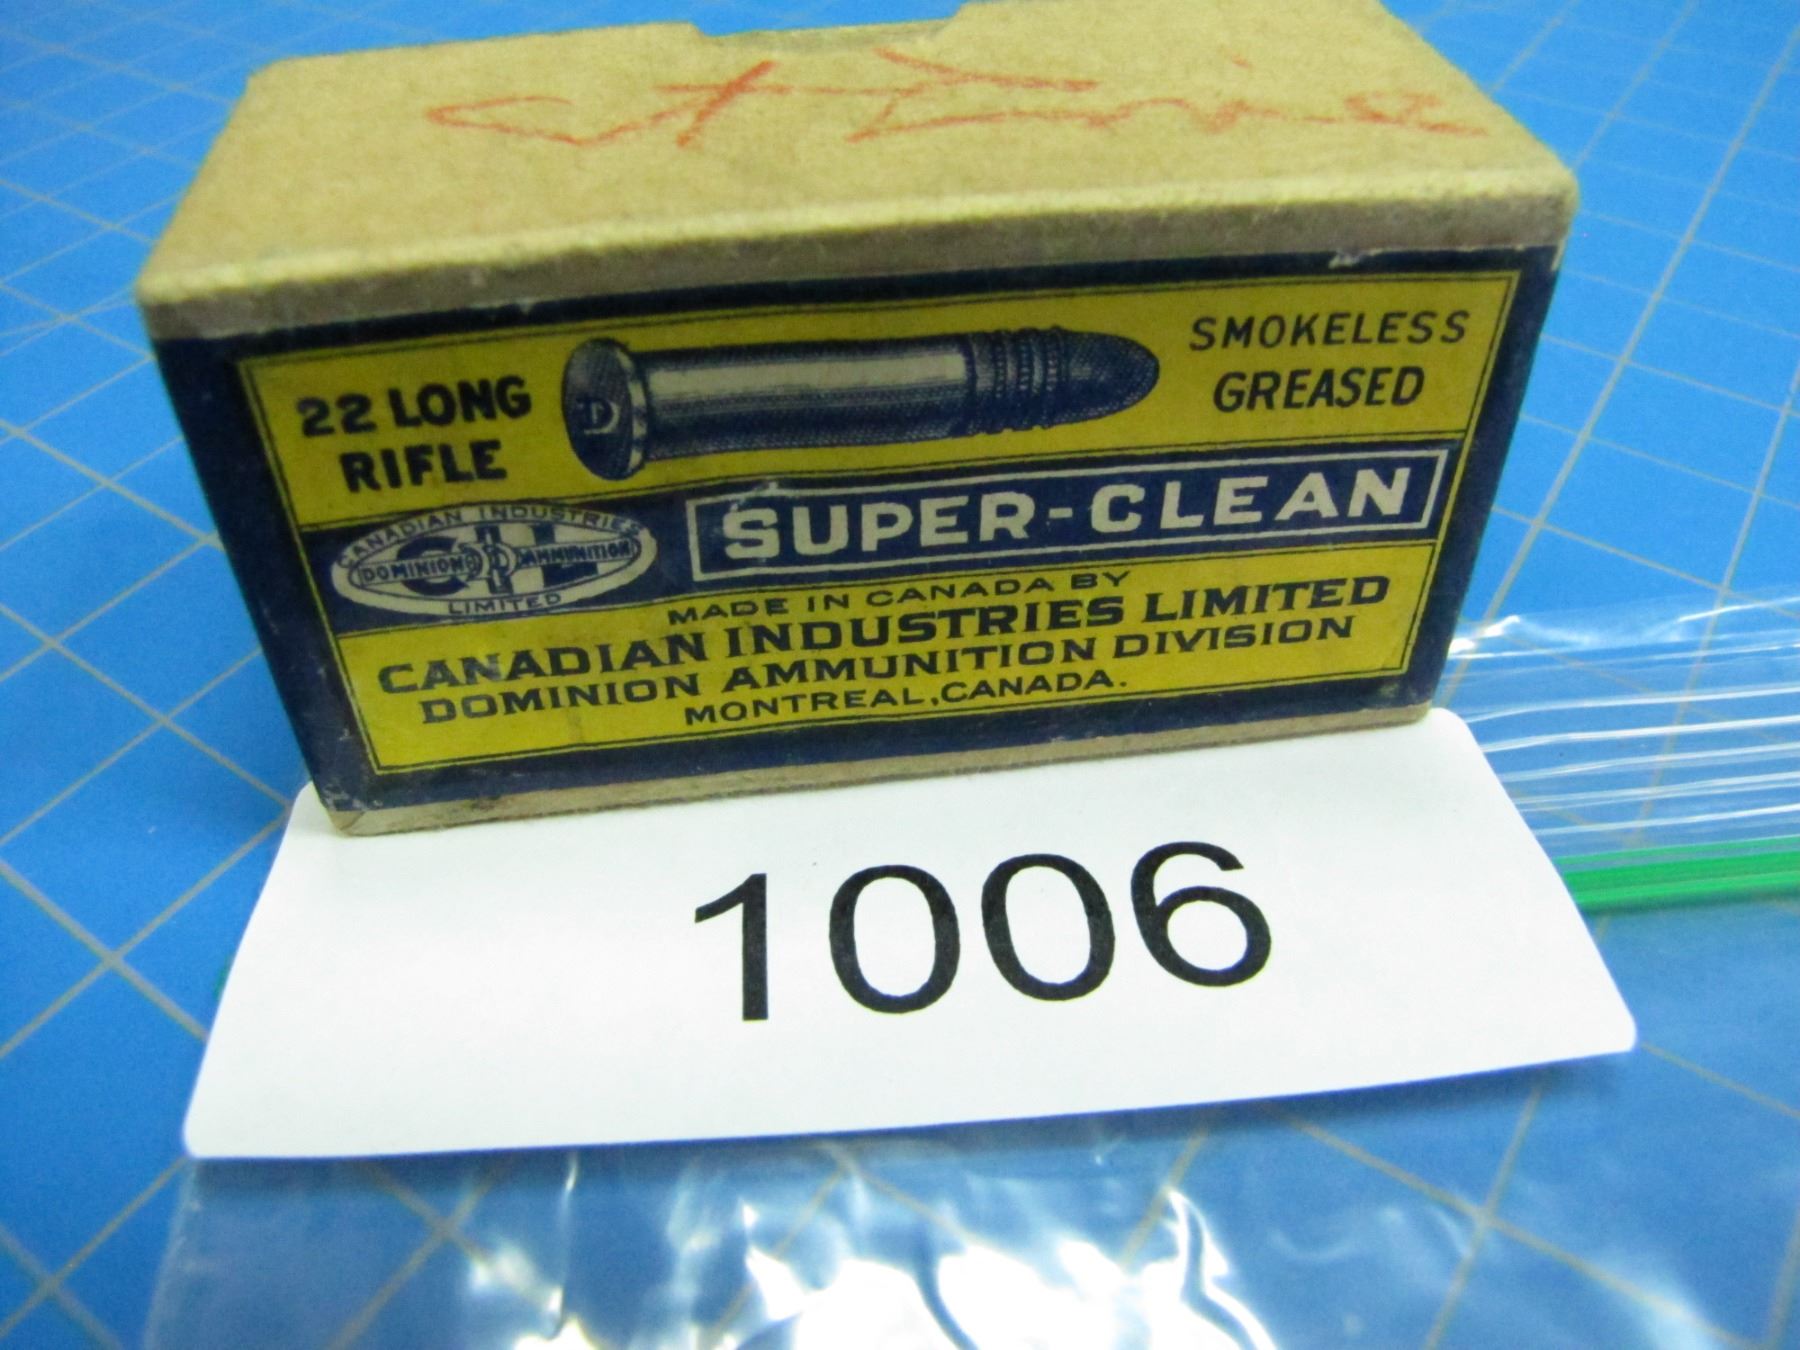 22 LONG
RIFLE
D
SMOKELESS
GREASED
CANADIAN INDUSTRIES
DOMINION D AMMUNITION
LIMITED
SUPER-CLEAN
MADE IN CANADA BY
CANADIAN INDUSTRIES LIMITED
DOMINION AMMUNITION DIVISION
MONTREAL, CANADA.
1006